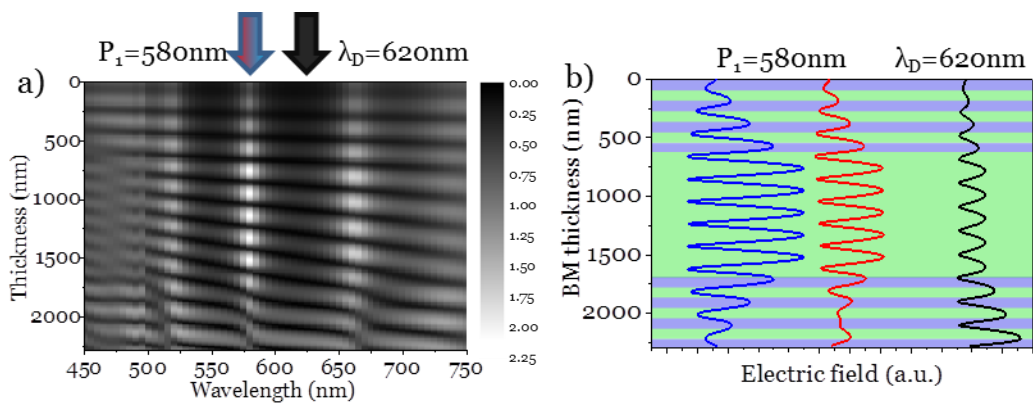 P₁=580nm
λ_D=620nm
a)
0
500
1000
1500
2000
Thickness (nm)
450
500
550
600
650
700
750
Wavelength (nm)
0.00
0.25
0.50
0.75
1.00
1.25
1.50
1.75
2.00
2.25
b)
P₁=580nm
λ_D=620nm
0
500
1000
1500
2000
BM thickness (nm)
Electric field (a.u.)